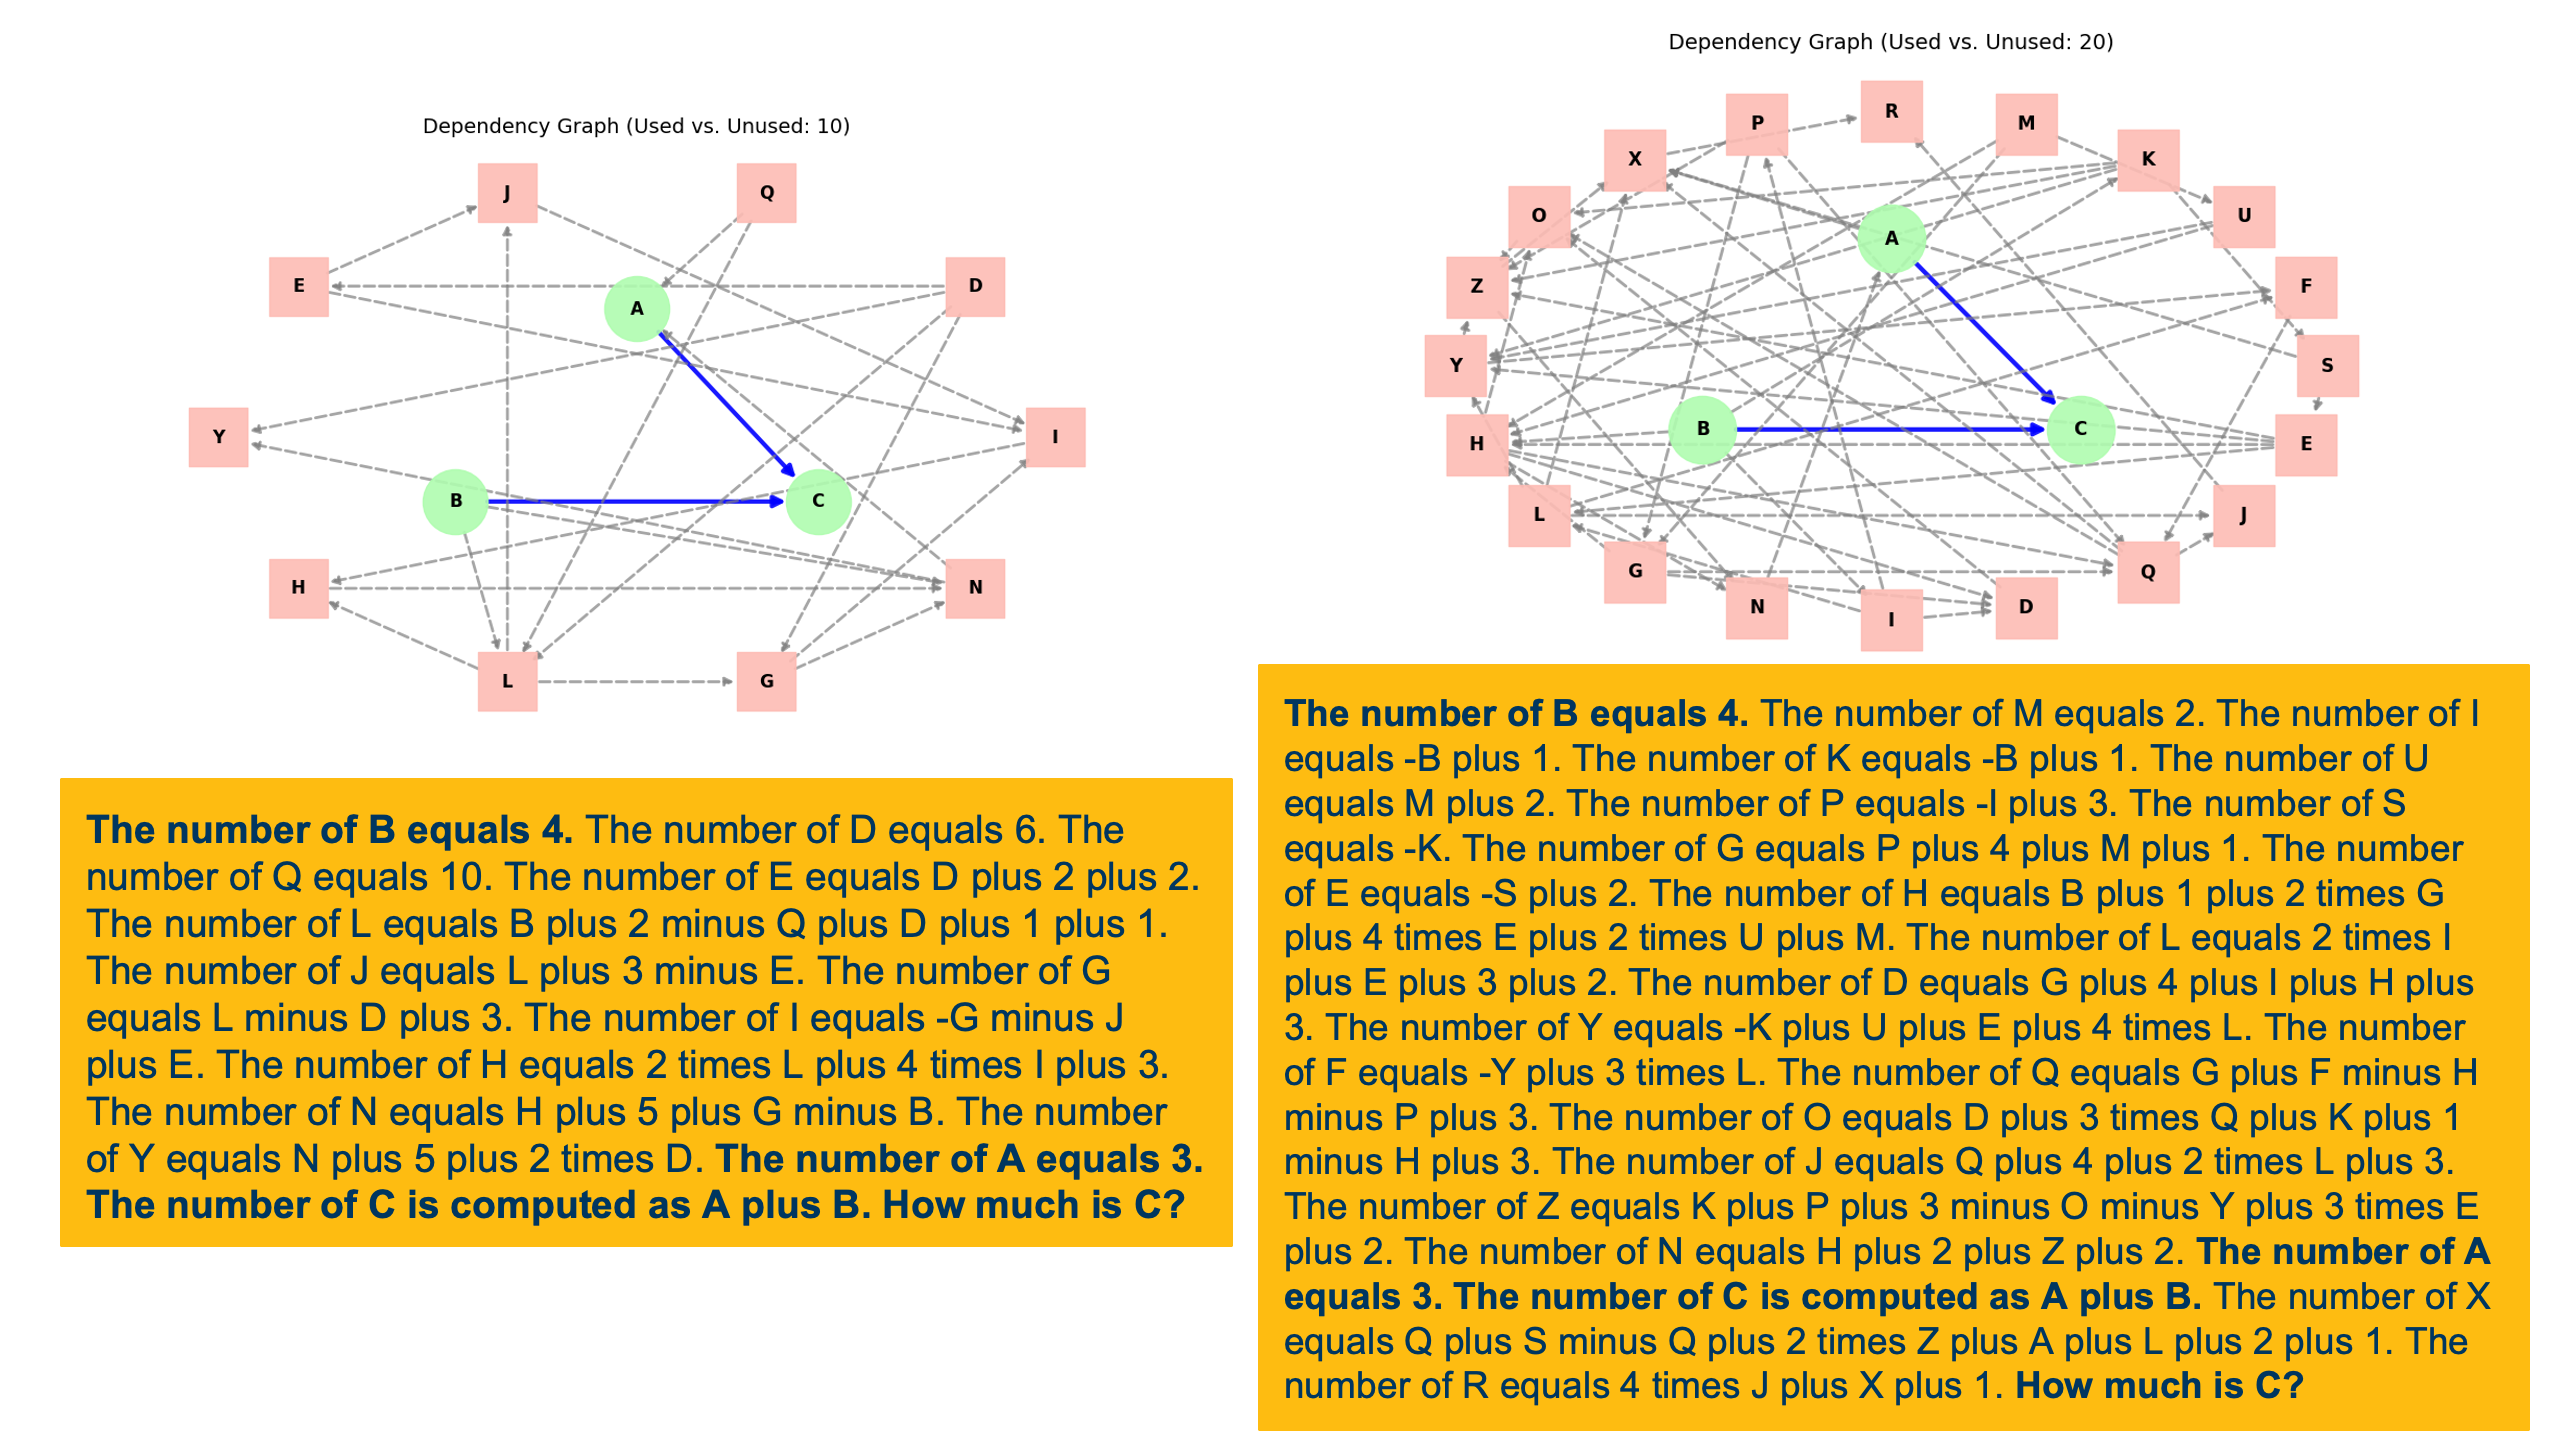 Dependency Graph (Used vs. Unused: 10)
J
Q
E
D
A
Y
I
B
C
H
N
L
G
The number of B equals 4. The number of D equals 6. The
number of Q equals 10. The number of E equals D plus 2 plus 2.
The number of L equals B plus 2 minus Q plus D plus 1 plus 1.
The number of J equals L plus 3 minus E. The number of G
equals L minus D plus 3. The number of I equals -G minus J
plus E. The number of H equals 2 times L plus 4 times I plus 3.
The number of N equals H plus 5 plus G minus B. The number
of Y equals N plus 5 plus 2 times D. The number of A equals 3.
The number of C is computed as A plus B. How much is C?
Dependency Graph (Used vs. Unused: 20)
R
P
M
X
K
O
U
A
Z
F
Y
S
B
C
H
E
L
J
G
Q
N
D
I
The number of B equals 4. The number of M equals 2. The number of I
equals -B plus 1. The number of K equals -B plus 1. The number of U
equals M plus 2. The number of P equals -I plus 3. The number of S
equals -K. The number of G equals P plus 4 plus M plus 1. The number
of E equals -S plus 2. The number of H equals B plus 1 plus 2 times G
plus 4 times E plus 2 times U plus M. The number of L equals 2 times I
plus E plus 3 plus 2. The number of D equals G plus 4 plus I plus H plus
3. The number of Y equals -K plus U plus E plus 4 times L. The number
of F equals -Y plus 3 times L. The number of Q equals G plus F minus H
minus P plus 3. The number of O equals D plus 3 times Q plus K plus 1
minus H plus 3. The number of J equals Q plus 4 plus 2 times L plus 3.
The number of Z equals K plus P plus 3 minus O minus Y plus 3 times E
plus 2. The number of N equals H plus 2 plus Z plus 2. The number of A
equals 3. The number of C is computed as A plus B. The number of X
equals Q plus S minus Q plus 2 times Z plus A plus L plus 2 plus 1. The
number of R equals 4 times J plus X plus 1. How much is C?